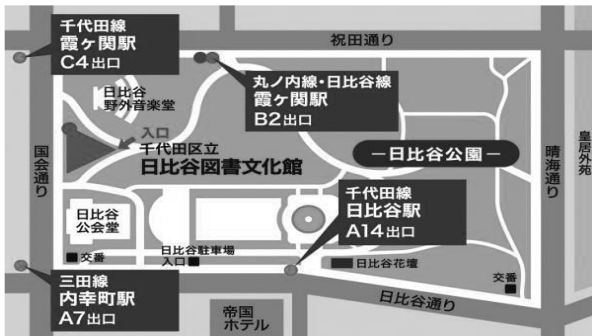 千代田線
霞ヶ関駅
C4出口
祝田通り
丸ノ内線・日比谷線
霞ヶ関駅
B2出口
日比谷
野外音楽堂
入口
千代田区立
日比谷図書文化館
日比谷公園
国会通り
晴海通り
皇居外苑
千代田線
日比谷駅
A14出口
日比谷
公会堂
交番
日比谷駐車場
入口
日比谷花壇
交番
三田線
内幸町駅
A7出口
日比谷通り
帝国
ホテル